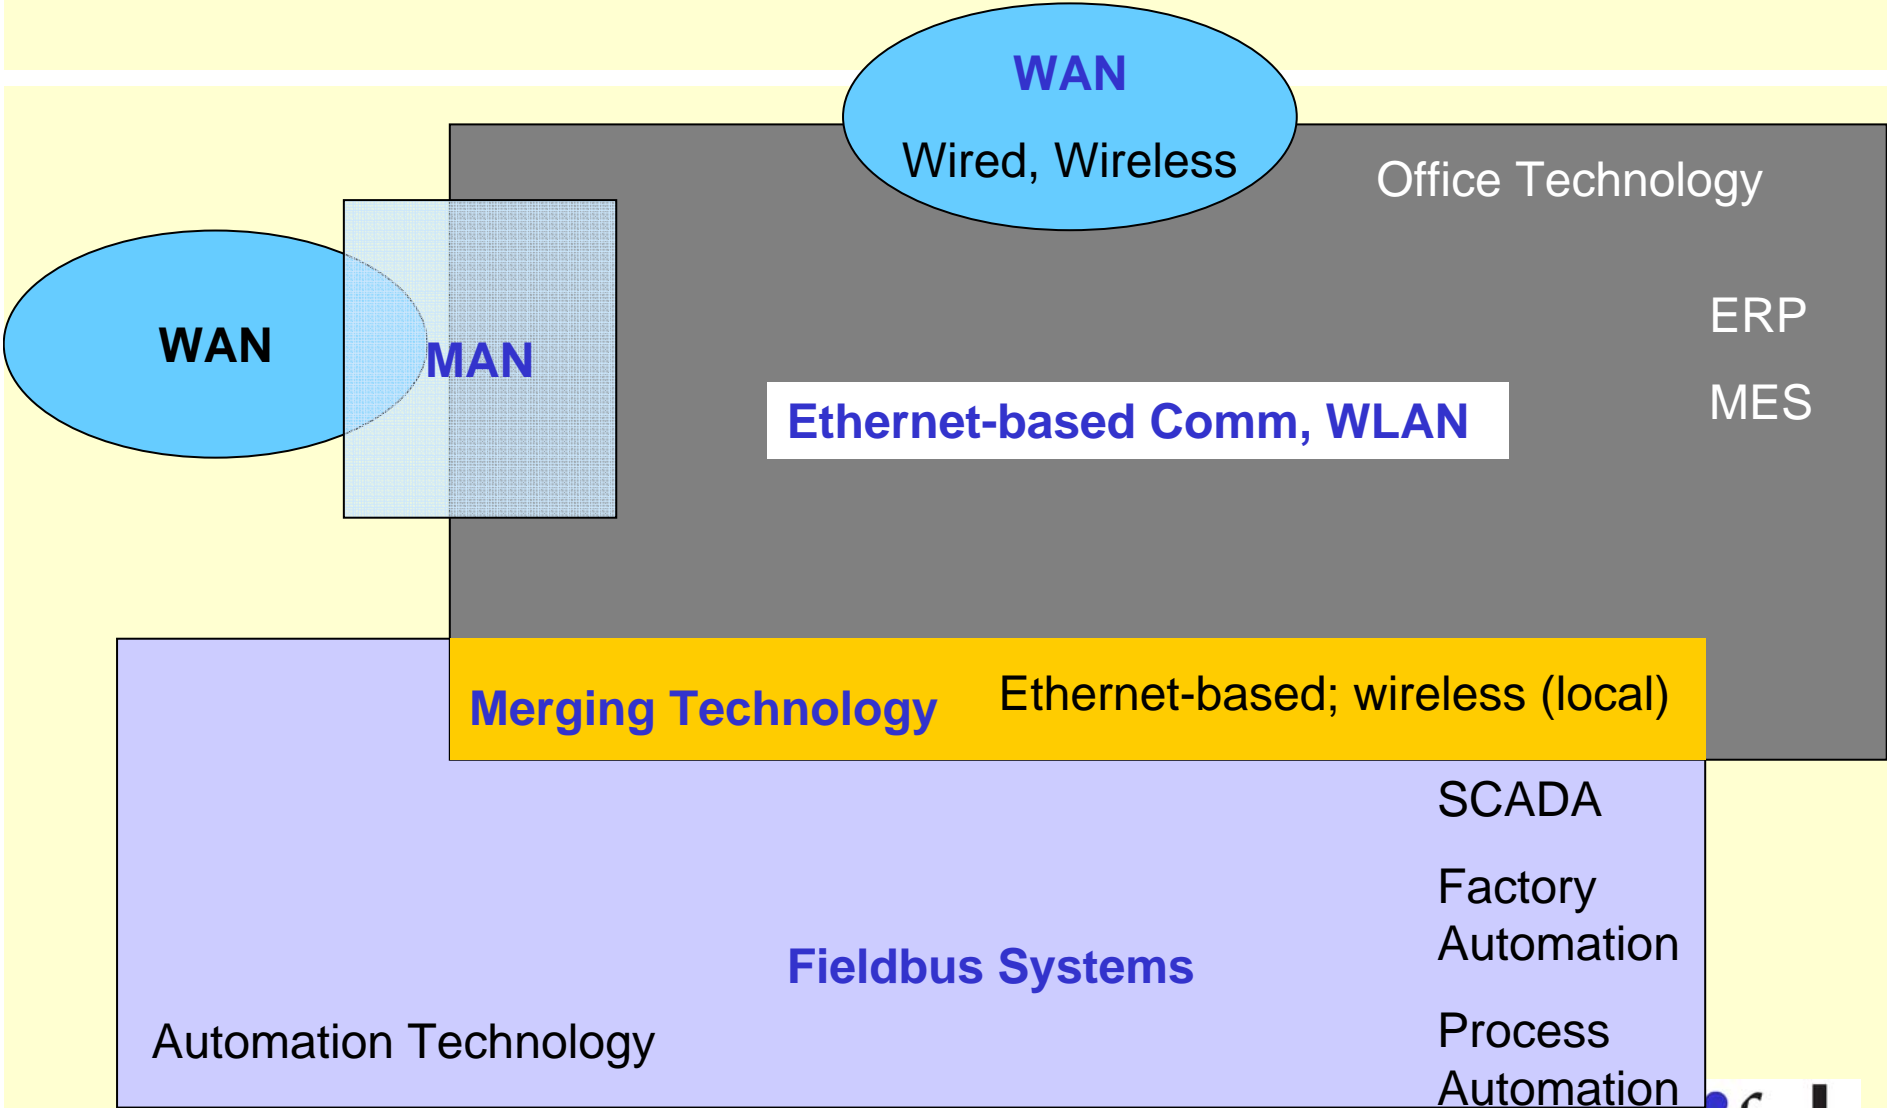 WAN
Wired, Wireless
Office Technology
ERP
WAN
MAN
MES
Ethernet-based Comm, WLAN
Merging Technology
Ethernet-based; wireless (local)
SCADA
Factory
Automation
Fieldbus Systems
Automation Technology
Process
Automation